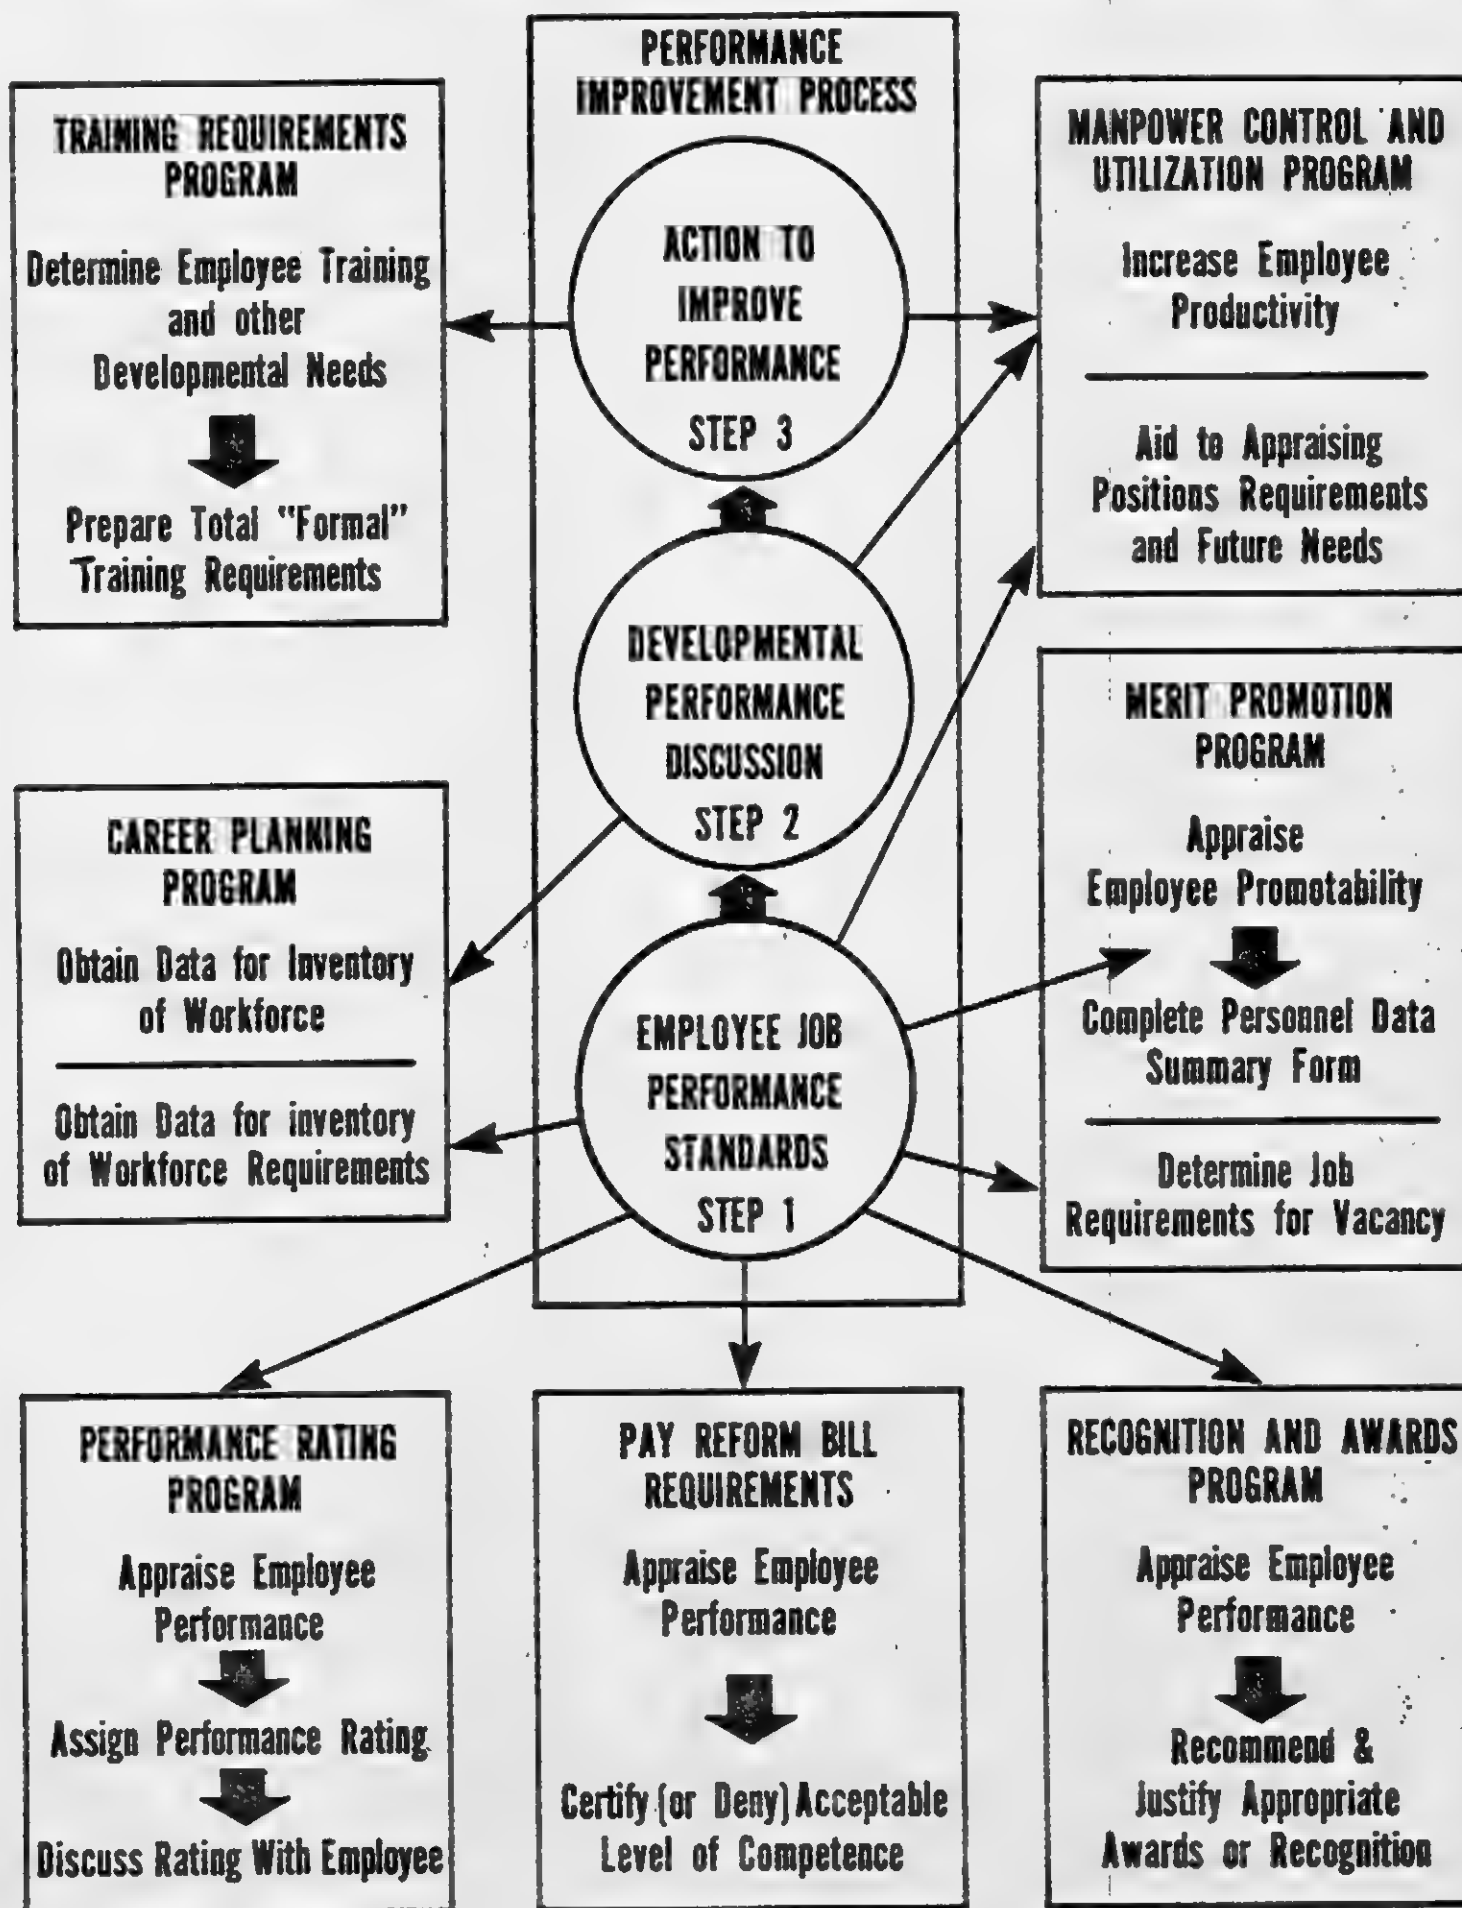 PERFORMANCE
IMPROVEMENT PROCESS
ACTION TO
IMPROVE
PERFORMANCE
STEP 3
DEVELOPMENTAL
PERFORMANCE
DISCUSSION
STEP 2
EMPLOYEE JOB
PERFORMANCE
STANDARDS
STEP 1
TRAINING REQUIREMENTS
PROGRAM
Determine Employee Training
and other
Developmental Needs
Prepare Total "Formal"
Training Requirements
MANPOWER CONTROL AND
UTILIZATION PROGRAM
Increase Employee
Productivity
Aid to Appraising
Positions Requirements
and Future Needs
CAREER PLANNING
PROGRAM
Obtain Data for Inventory
of Workforce
Obtain Data for inventory
of Workforce Requirements
MERIT PROMOTION
PROGRAM
Appraise
Employee Promotability
Complete Personnel Data
Summary Form
Determine Job
Requirements for Vacancy
PERFORMANCE RATING
PROGRAM
Appraise Employee
Performance
Assign Performance Rating
Discuss Rating With Employee
PAY REFORM BILL
REQUIREMENTS
Appraise Employee
Performance
Certify (or Deny) Acceptable
Level of Competence
RECOGNITION AND AWARDS
PROGRAM
Appraise Employee
Performance
Recommend &
Justify Appropriate
Awards or Recognition